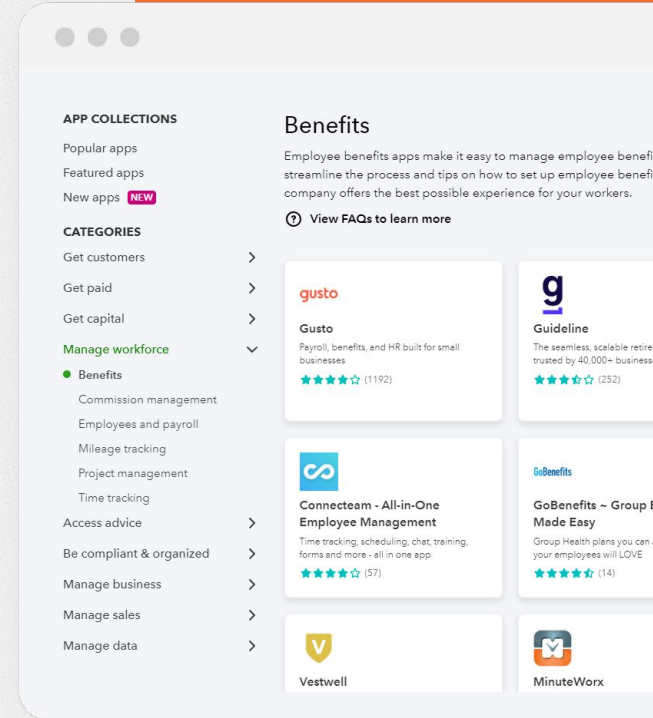 APP COLLECTIONS
Popular apps
Featured apps
New apps NEW
CATEGORIES
Get customers
Get paid
Get capital
Manage workforce
Benefits
Commission management
Employees and payroll
Mileage tracking
Project management
Time tracking
Access advice
Be compliant & organized
Manage business
Manage sales
Manage data
Benefits
Employee benefits apps make it easy to manage employee
streamline the process and tips on how to set up employee
company offers the best possible experience for your workers.
View FAQs to learn more
gusto
Gusto
Payroll, benefits, and HR built for small
businesses
(1192)
g
Guideline
The seamless, scalable
trusted by 40,000+
(252)
Connecteam - All-in-One
Employee Management
Time tracking, scheduling, chat, training,
forms and more - all in one app
(57)
GoBenefits
GoBenefits ~ Group
Made Easy
Group Health plans you can
your employees will LOVE
(14)
V
Vestwell
MinuteWorx